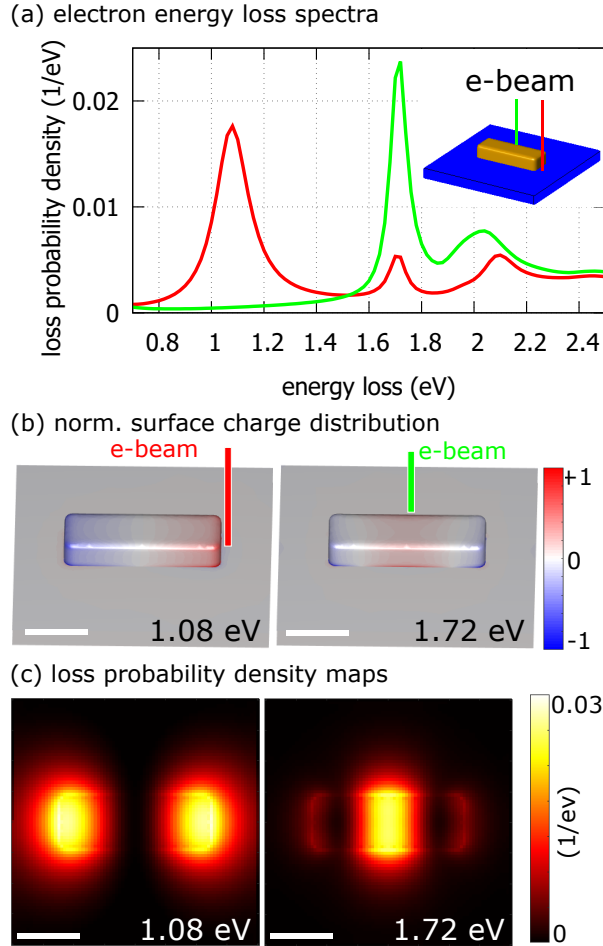 (a) electron energy loss spectra
loss probability density (1/eV)
0.02
0.01
0
e-beam
0.8 1 1.2 1.4 1.6 1.8 2 2.2 2.4
energy loss (eV)
(b) norm. surface charge distribution
e-beam
e-beam
+1
0
-1
1.08 eV
1.72 eV
(c) loss probability density maps
0.03
(1/ev)
0
1.08 eV
1.72 eV